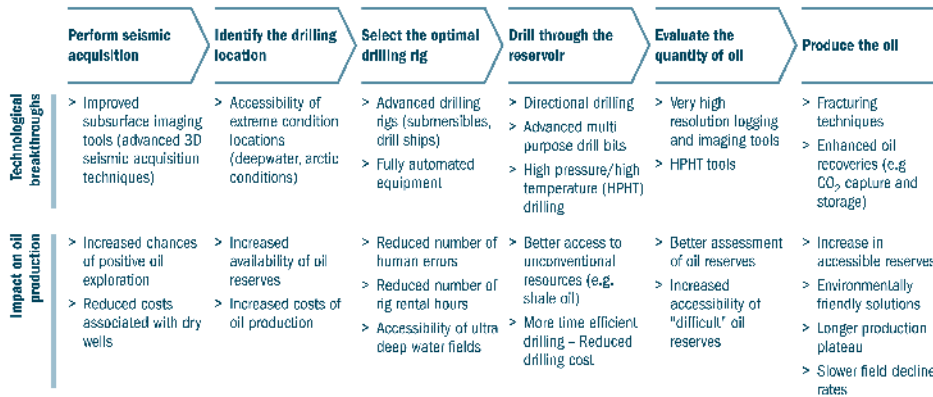 Perform seismic
acquisition
Identify the drilling
location
Select the optimal
drilling rig
Drill through the
reservoir
Evaluate the
quantity of oil
Produce the oil
Technological
breakthroughs
> Improved
subsurface imaging
tools (advanced 3D
seismic acquisition
techniques)
> Accessibility of
extreme condition
locations
(deepwater, arctic
conditions)
> Advanced drilling
rigs (submersibles,
drill ships)
> Fully automated
equipment
> Directional drilling
> Advanced multi
purpose drill bits
> High pressure/high
temperature (HPHT)
drilling
> Very high
resolution logging
and imaging tools
> HPHT tools
> Fracturing
techniques
> Enhanced oil
recoveries (e.g
CO₂ capture and
storage)
Impact on oil
production
> Increased chances
of positive oil
exploration
> Reduced costs
associated with dry
wells
> Increased
availability of oil
reserves
> Increased costs of
oil production
> Reduced number of
human errors
> Reduced number of
rig rental hours
> Accessibility of ultra
deep water fields
> Better access to
unconventional
resources (e.g.
shale oil)
> More time efficient
drilling – Reduced
drilling cost
> Better assessment
of oil reserves
> Increased
accessibility of
"difficult" oil
reserves
> Increase in
accessible reserves
> Environmentally
friendly solutions
> Longer production
plateau
> Slower field decline
rates